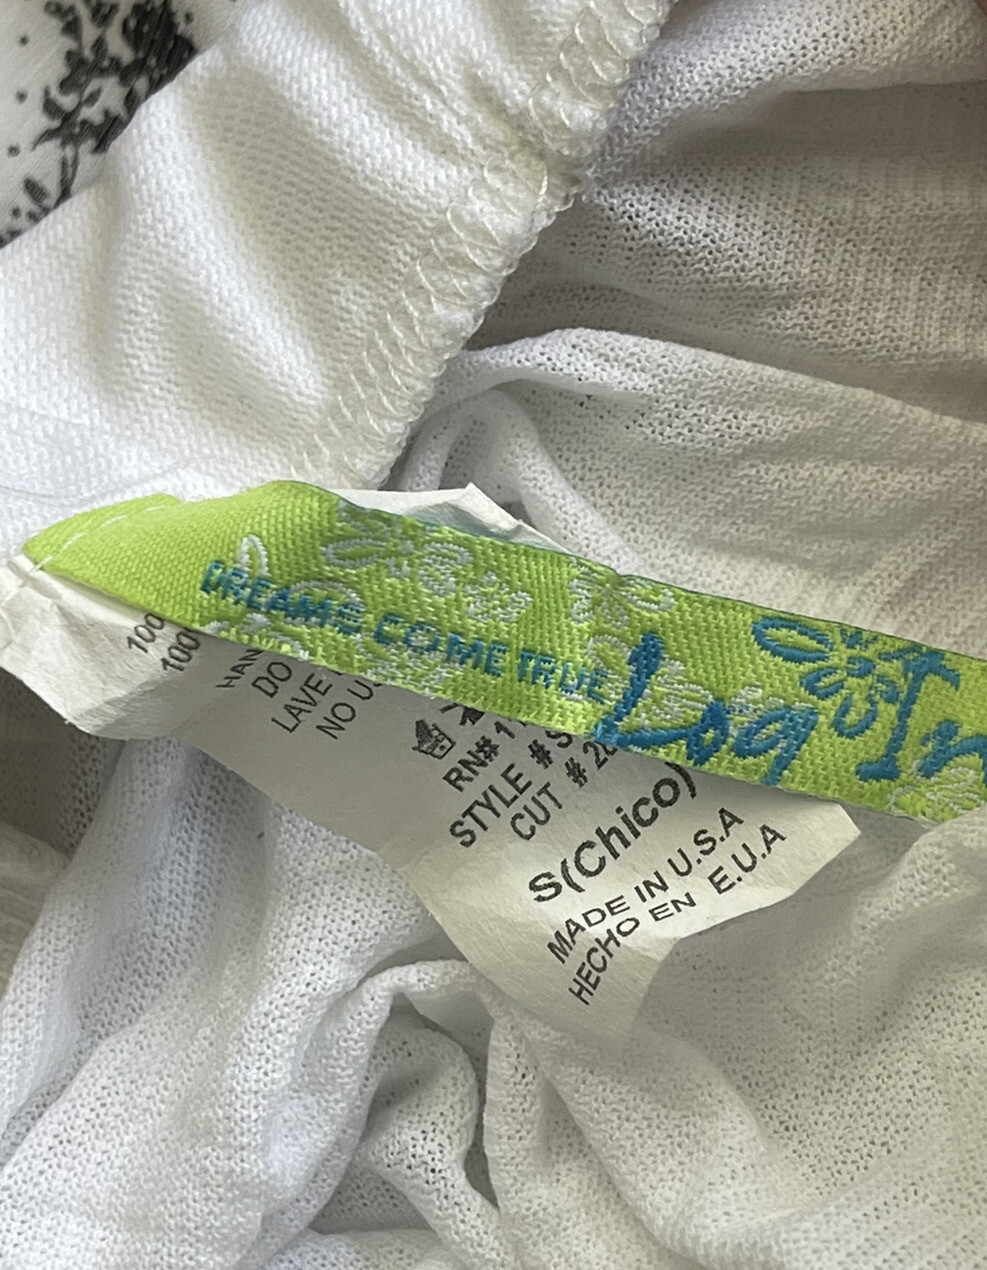 DREAMS COME TRUE
Log In
100
100
HAN
DO
LAVE
NO U
RN# 1
STYLE # S
CUT # 20
S(Chico)
MADE IN U.S.A
HECHO EN E.U.A